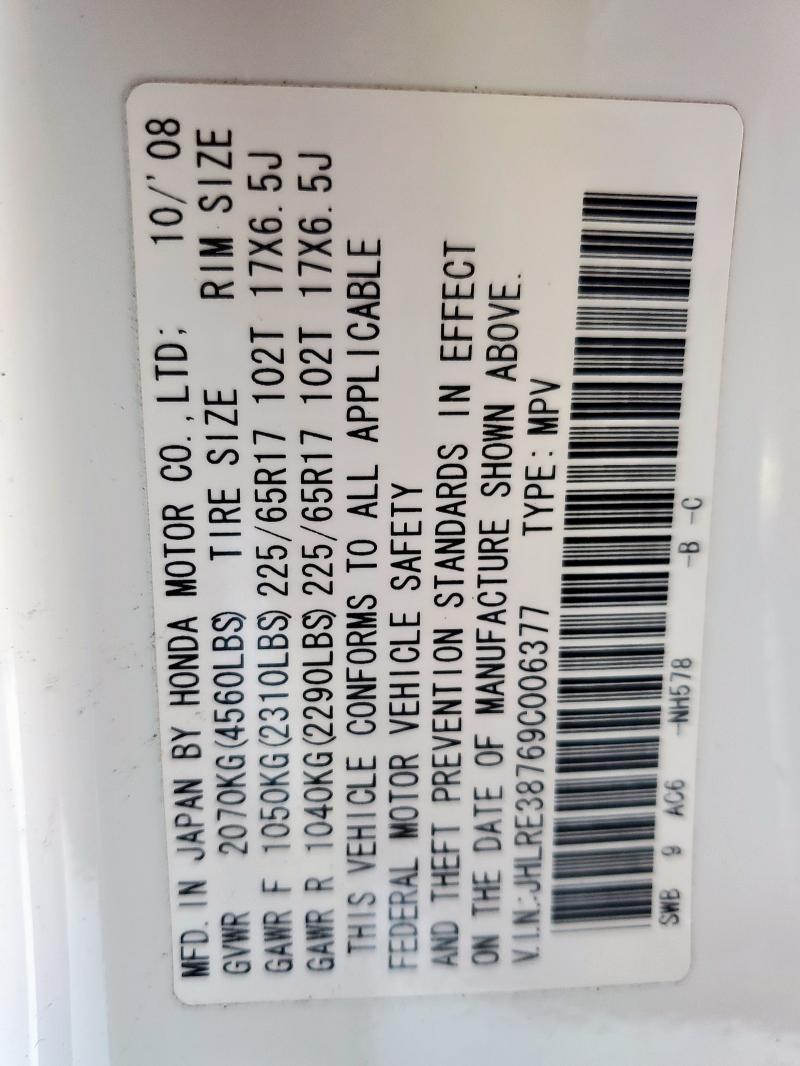 MFD. IN JAPAN BY HONDA MOTOR CO.,LTD; 10/'08
GVWR 2070KG(4560LBS) TIRE SIZE RIM SIZE
GAWR F 1050KG(2310LBS) 225/65R17 102T 17X6.5J
GAWR R 1040KG(2290LBS) 225/65R17 102T 17X6.5J
THIS VEHICLE CONFORMS TO ALL APPLICABLE
FEDERAL MOTOR VEHICLE SAFETY
AND THEFT PREVENTION STANDARDS IN EFFECT
ON THE DATE OF MANUFACTURE SHOWN ABOVE.
V.I.N.:JHLRE38769C006377 TYPE:MPV
SWB 9 AC6 -NH578 -B -C